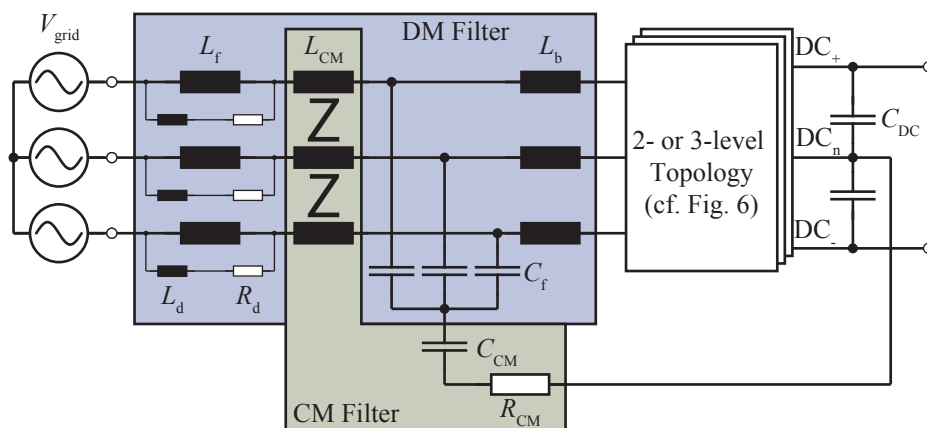 V_grid
DM Filter
L_f
L_CM
L_b
DC_+
C_DC
2- or 3-level
Topology
(cf. Fig. 6)
DC_n
DC_-
C_f
L_d
R_d
C_CM
R_CM
CM Filter